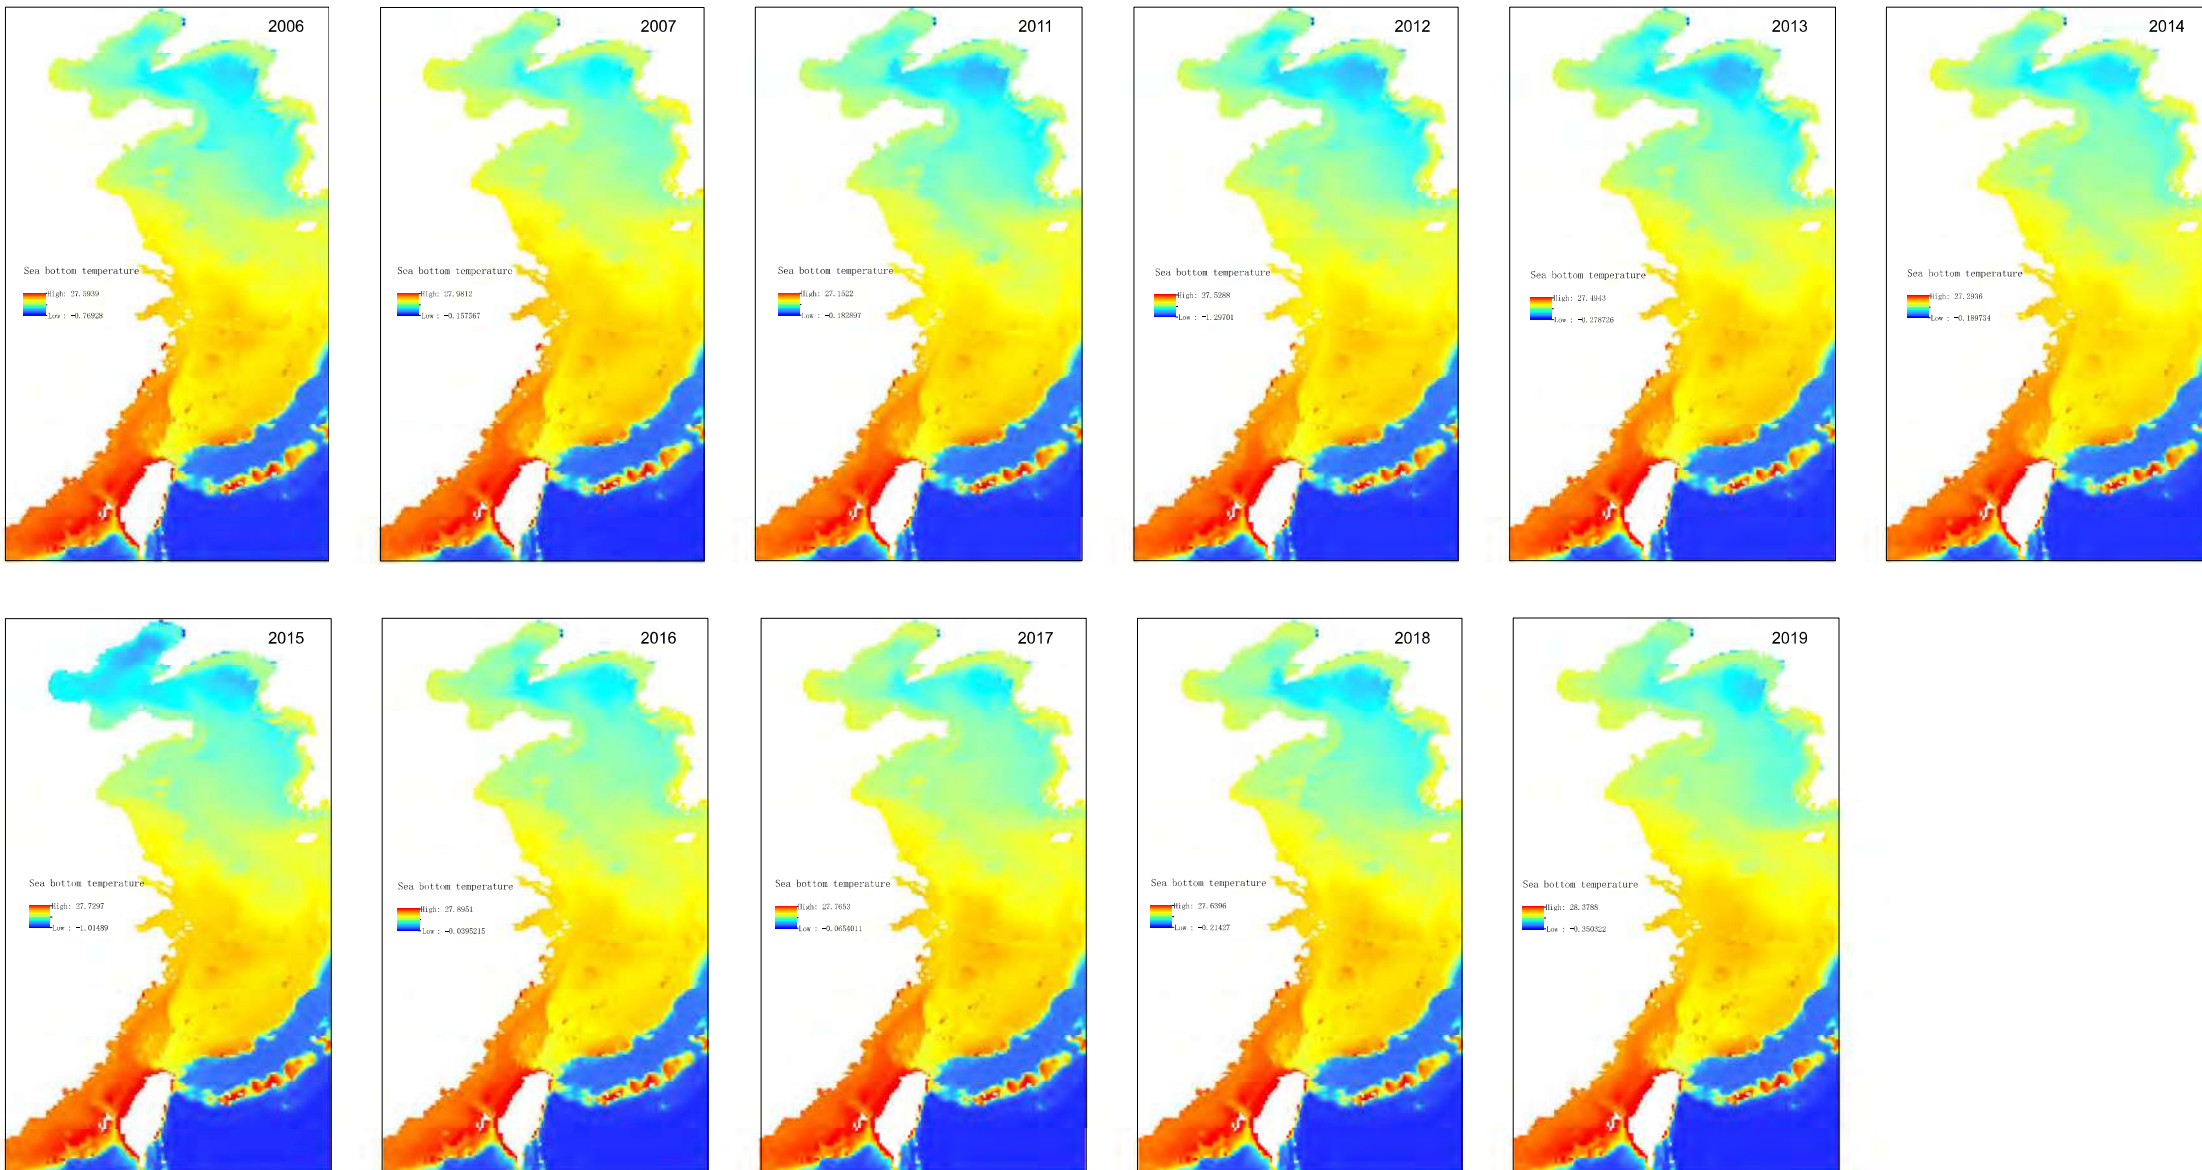 2006
Sea bottom temperature
High: 27.5939
Low : -0.76928
2007
Sea bottom temperature
High: 27.9812
Low : -0.157567
2011
Sea bottom temperature
High: 27.1522
Low : -0.182897
2012
Sea bottom temperature
High: 27.5288
Low : -1.29701
2013
Sea bottom temperature
High: 27.4943
Low : -0.278726
2014
Sea bottom temperature
High: 27.2936
Low : -0.189734
2015
Sea bottom temperature
High: 27.7297
Low : -1.01489
2016
Sea bottom temperature
High: 27.8951
Low : -0.0395215
2017
Sea bottom temperature
High: 27.7653
Low : -0.0654011
2018
Sea bottom temperature
High: 27.6396
Low : -0.21427
2019
Sea bottom temperature
High: 28.3788
Low : -0.350322